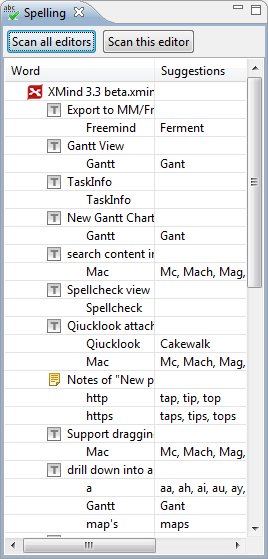 Spelling
Scan all editors Scan this editor
Word Suggestions
XMind 3.3 beta.xmin
Export to MM/Fr
Freemind Ferment
Gantt View
Gantt Gant
TaskInfo
TaskInfo
New Gantt Chart
Gantt Gant
search content in
Mac Mc, Mach, Mag,
Spellcheck view
Spellcheck
Qiucklook attach
Qiucklook Cakewalk
Mac Mc, Mach, Mag,
Notes of "New p
http tap, tip, top
https taps, tips, tops
Support draggin
Mac Mc, Mach, Mag,
drill down into a
a aa, ah, ai, au, ay,
Gantt Gant
map's maps